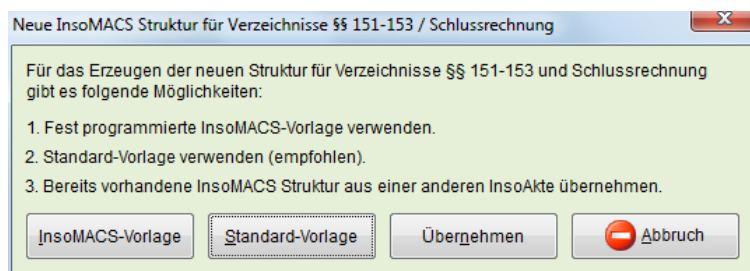 Neue InsoMACS Struktur für Verzeichnisse §§ 151-153 / Schlussrechnung
Für das Erzeugen der neuen Struktur für Verzeichnisse §§ 151-153 und Schlussrechnung
gibt es folgende Möglichkeiten:
1. Fest programmierte InsoMACS-Vorlage verwenden.
2. Standard-Vorlage verwenden (empfohlen).
3. Bereits vorhandene InsoMACS Struktur aus einer anderen InsoAkte übernehmen.
InsoMACS-Vorlage Standard-Vorlage Übernehmen Abbruch